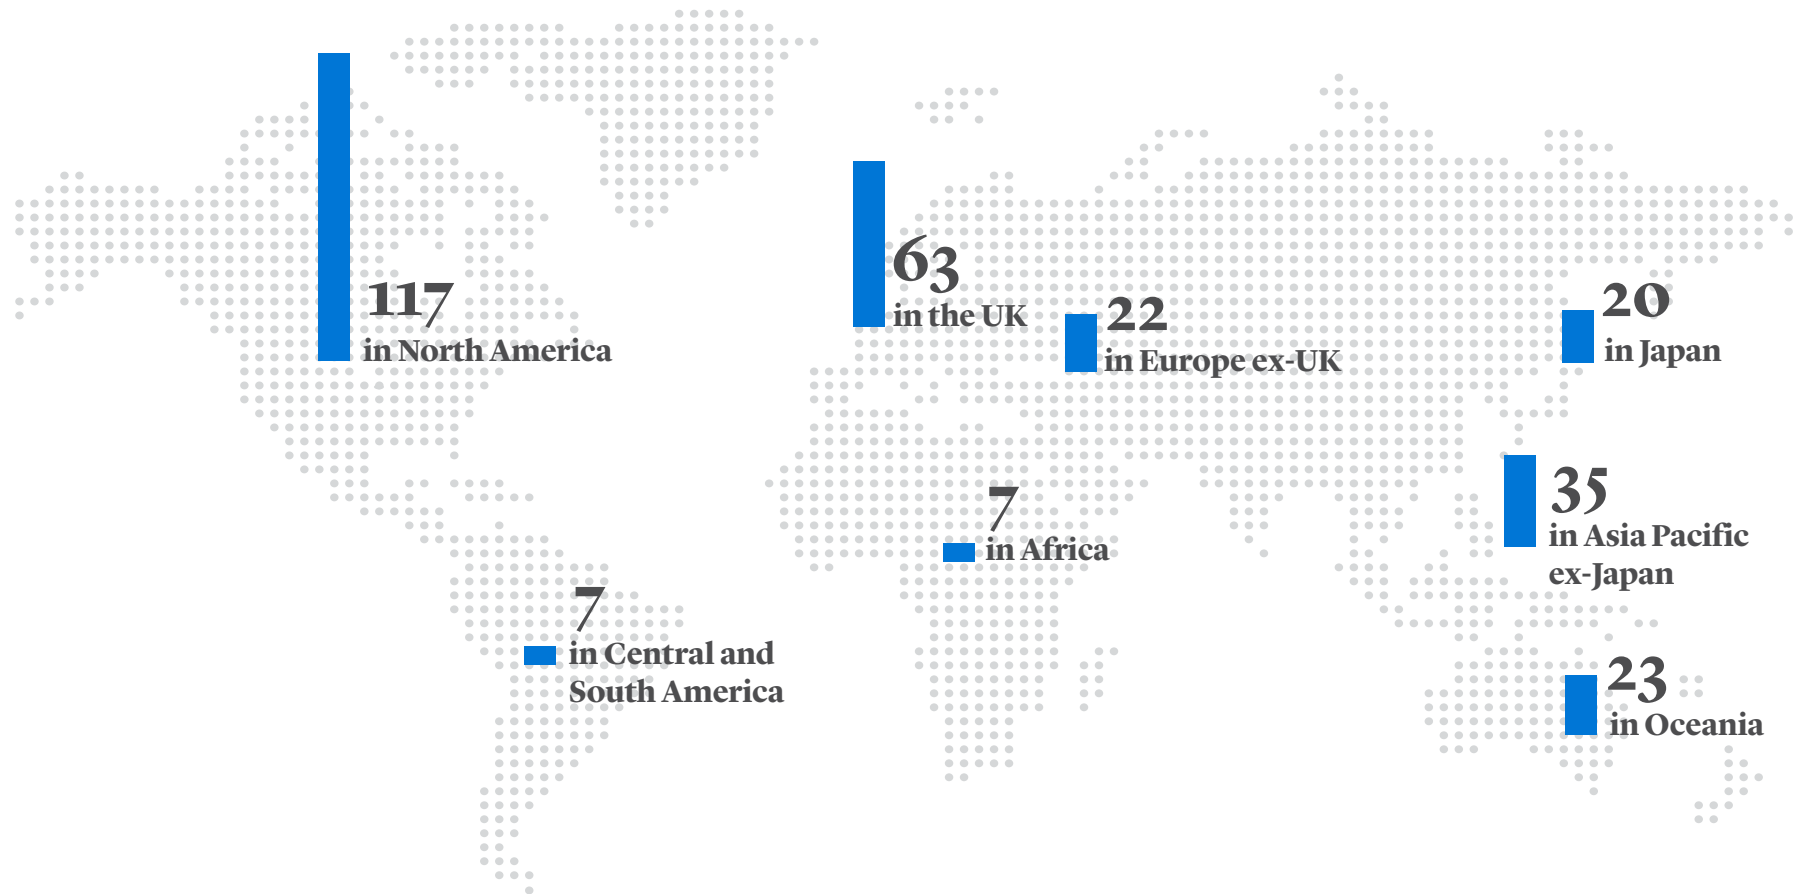 117
in North America
63
in the UK
22
in Europe ex-UK
20
in Japan
35
in Asia Pacific
ex-Japan
7
in Africa
7
in Central and
South America
23
in Oceania